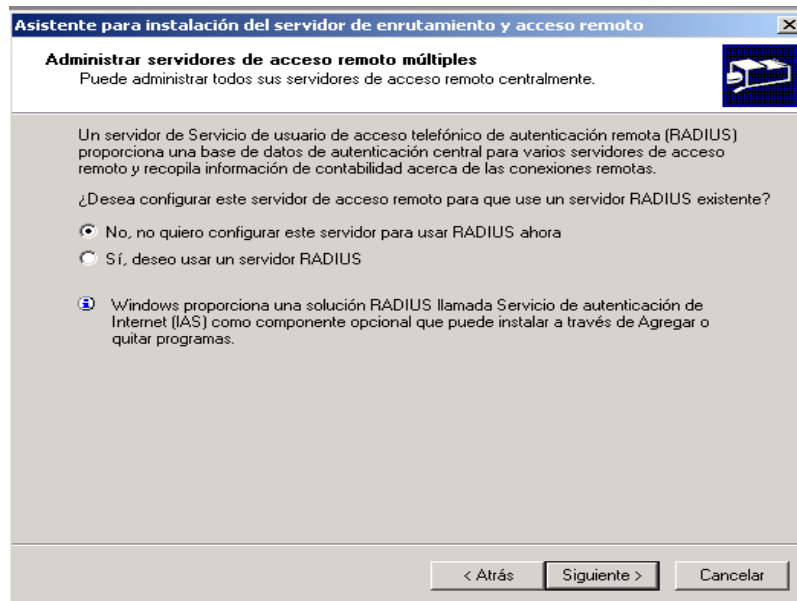 Asistente para instalación del servidor de enrutamiento y acceso remoto
Administrar servidores de acceso remoto múltiples
Puede administrar todos sus servidores de acceso remoto centralmente.
Un servidor de Servicio de usuario de acceso telefónico de autenticación remota (RADIUS)
proporciona una base de datos de autenticación central para varios servidores de acceso
remoto y recopila información de contabilidad acerca de las conexiones remotas.
¿Desea configurar este servidor de acceso remoto para que use un servidor RADIUS existente?
No, no quiero configurar este servidor para usar RADIUS ahora
Sí, deseo usar un servidor RADIUS
Windows proporciona una solución RADIUS llamada Servicio de autenticación de
Internet (IAS) como componente opcional que puede instalar a través de Agregar o
quitar programas.
< Atrás
Siguiente >
Cancelar